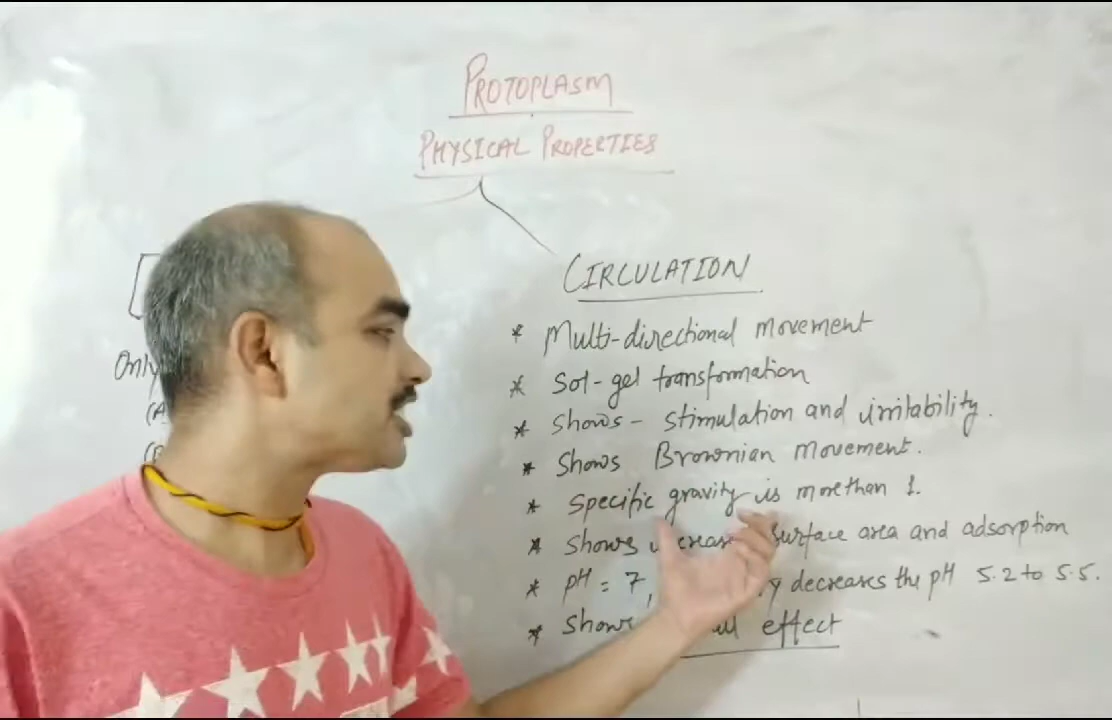 PROTOPLASM
PHYSICAL PROPERTIES
CIRCULATION
* Multi-directional movement
* Sol-gel transformation
* Shows - stimulation and irritability.
* Shows Brownian movement.
* Specific gravity is more than 1.
* Shows surface area and adsorption
* pH = 7, decreases the pH 5.2 to 5.5.
* Shows effect
Only
(A